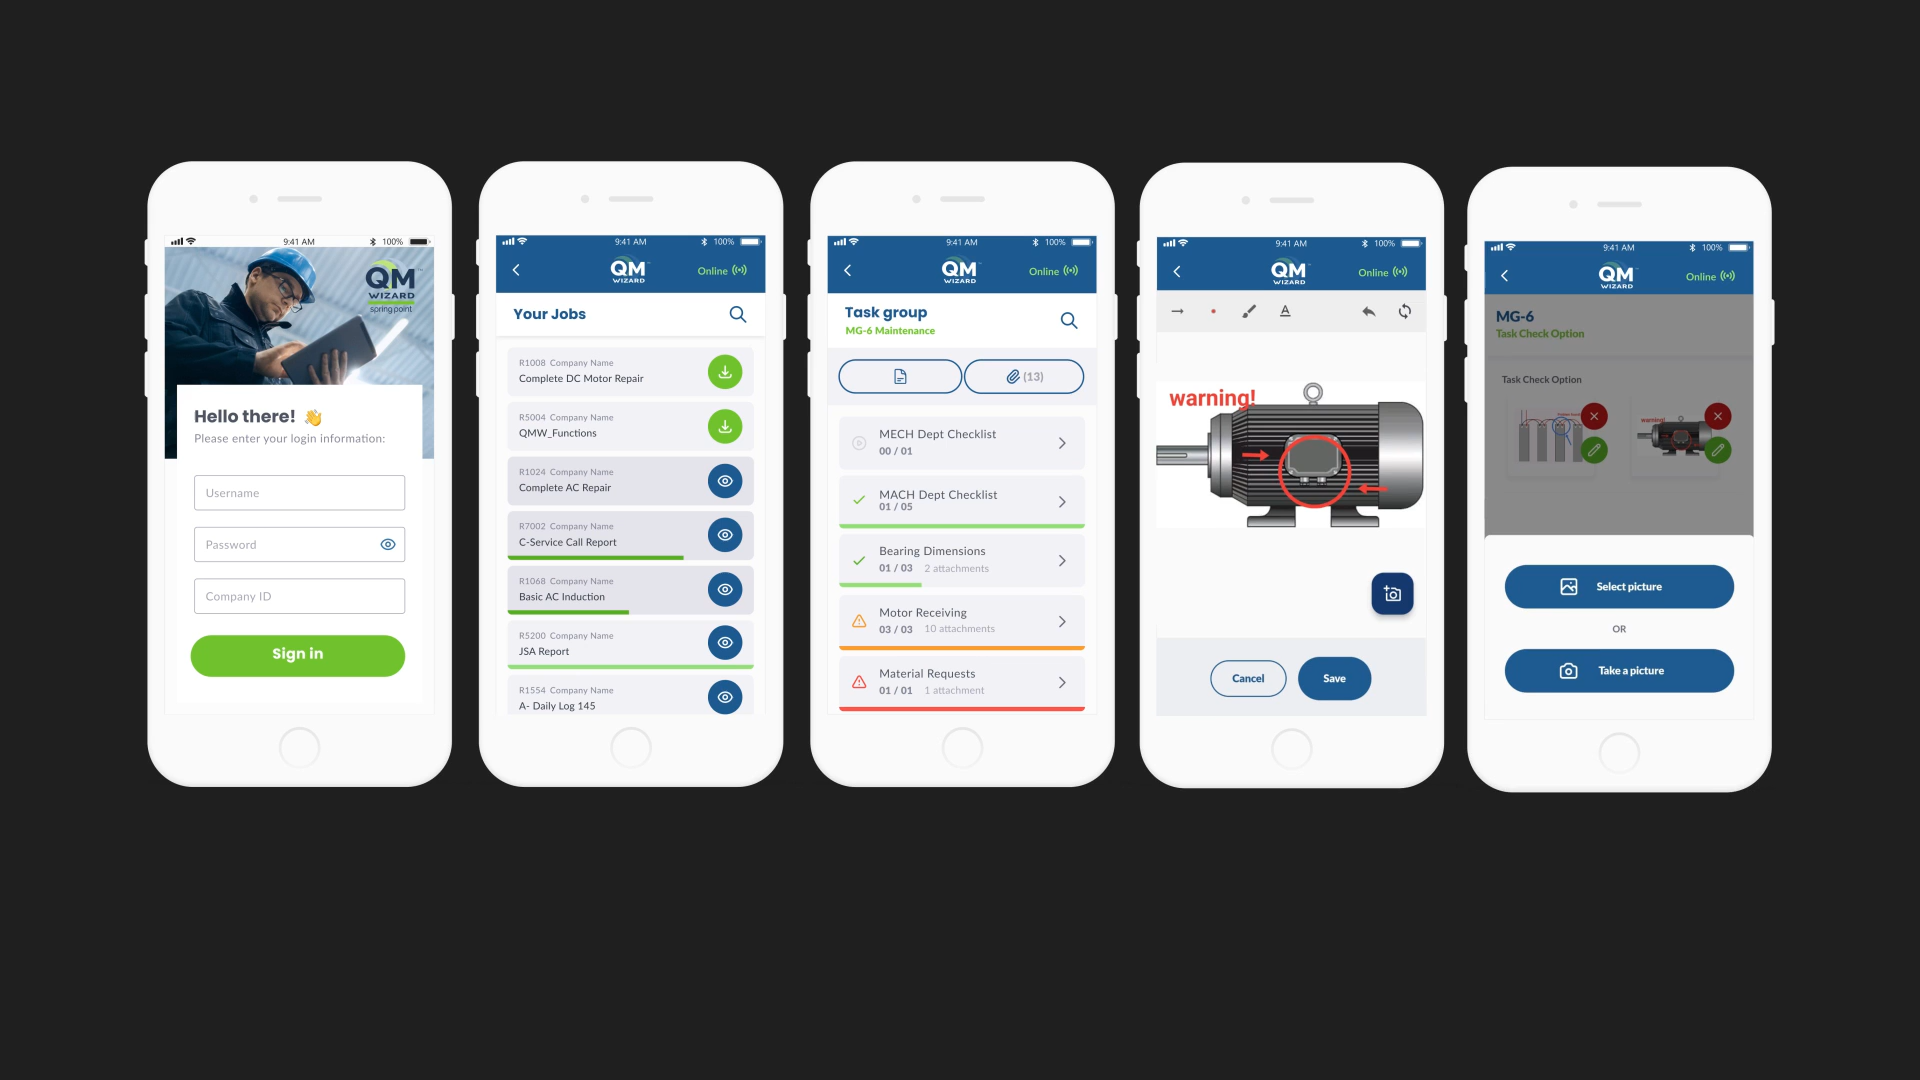 9:41 AM 100%
QM
WIZARD
spring point
Hello there! 👋
Please enter your login information:
Username
Password
Company ID
Sign in
9:41 AM 100%
QM
WIZARD
Online
Your Jobs
R1008 Company Name
Complete DC Motor Repair
R5004 Company Name
QMW_Functions
R1024 Company Name
Complete AC Repair
R7002 Company Name
C-Service Call Report
R1068 Company Name
Basic AC Induction
R5200 Company Name
JSA Report
R1554 Company Name
A- Daily Log 145
9:41 AM 100%
QM
WIZARD
Online
Task group
MG-6 Maintenance
(13)
MECH Dept Checklist
00 / 01
MACH Dept Checklist
01 / 05
Bearing Dimensions
01 / 03 2 attachments
Motor Receiving
03 / 03 10 attachments
Material Requests
01 / 01 1 attachment
9:41 AM 100%
QM
WIZARD
Online
A
warning!
Cancel
Save
9:41 AM 100%
QM
WIZARD
Online
MG-6
Task Check Option
Task Check Option
warning!
Select picture
OR
Take a picture